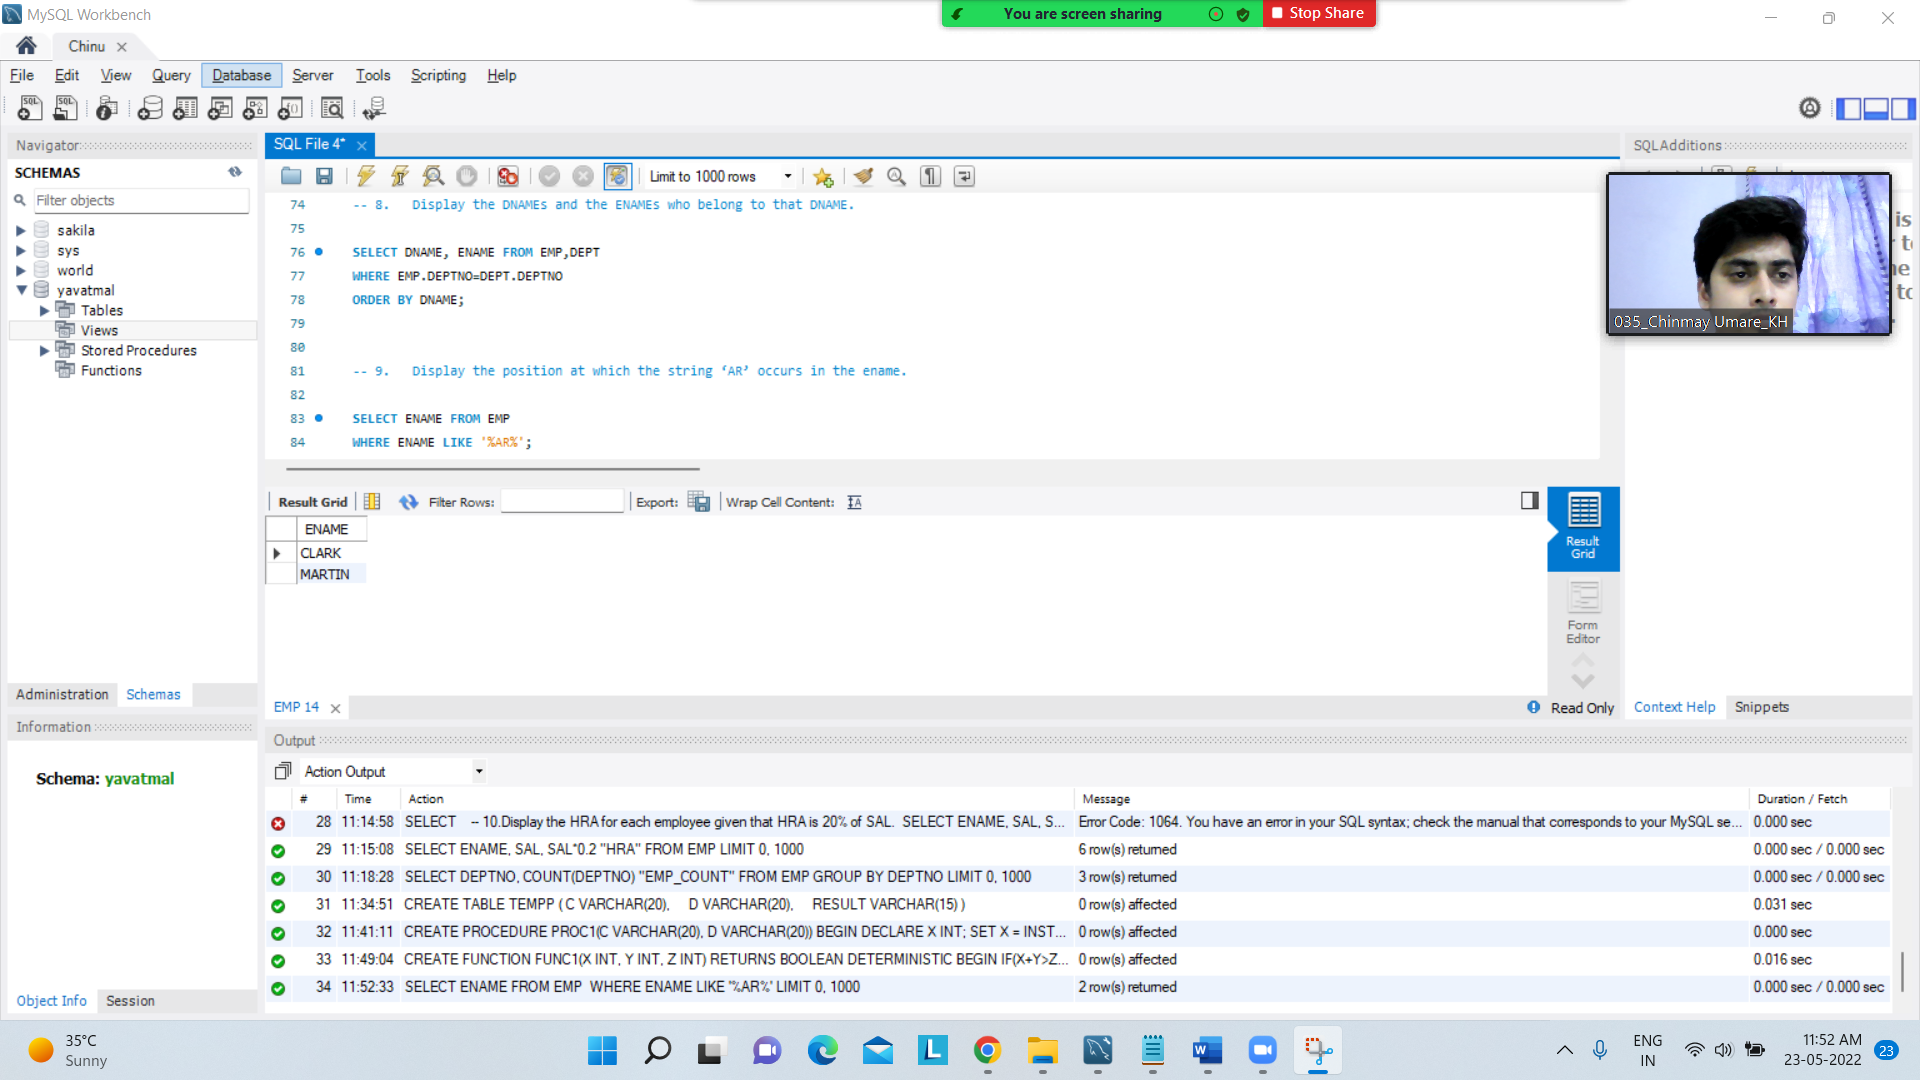 MySQL Workbench
You are screen sharing
Stop Share
Chinu
File Edit View Query Database Server Tools Scripting Help
Navigator
SCHEMAS
Filter objects
sakila
sys
world
yavatmal
Tables
Views
Stored Procedures
Functions
Administration Schemas
Information
Schema: yavatmal
Object Info Session
SQL File 4*
Limit to 1000 rows
74 -- 8. Display the DNAMEs and the ENAMEs who belong to that DNAME.
75
76 SELECT DNAME, ENAME FROM EMP,DEPT
77 WHERE EMP.DEPTNO=DEPT.DEPTNO
78 ORDER BY DNAME;
79
80
81 -- 9. Display the position at which the string ‘AR’ occurs in the ename.
82
83 SELECT ENAME FROM EMP
84 WHERE ENAME LIKE '%AR%';
Result Grid Filter Rows: Export: Wrap Cell Content:
ENAME
CLARK
MARTIN
Result
Grid
Form
Editor
EMP 14
Read Only
SQLAdditions
is
035_Chinmay Umare_KH
Context Help Snippets
Output
Action Output
# Time Action Message Duration / Fetch
28 11:14:58 SELECT -- 10.Display the HRA for each employee given that HRA is 20% of SAL. SELECT ENAME, SAL, S... Error Code: 1064. You have an error in your SQL syntax; check the manual that corresponds to your MySQL se... 0.000 sec
29 11:15:08 SELECT ENAME, SAL, SAL*0.2 "HRA" FROM EMP LIMIT 0, 1000 6 row(s) returned 0.000 sec / 0.000 sec
30 11:18:28 SELECT DEPTNO, COUNT(DEPTNO) "EMP_COUNT" FROM EMP GROUP BY DEPTNO LIMIT 0, 1000 3 row(s) returned 0.000 sec / 0.000 sec
31 11:34:51 CREATE TABLE TEMPP ( C VARCHAR(20), D VARCHAR(20), RESULT VARCHAR(15) ) 0 row(s) affected 0.031 sec
32 11:41:11 CREATE PROCEDURE PROC1(C VARCHAR(20), D VARCHAR(20)) BEGIN DECLARE X INT; SET X = INST... 0 row(s) affected 0.000 sec
33 11:49:04 CREATE FUNCTION FUNC1(X INT, Y INT, Z INT) RETURNS BOOLEAN DETERMINISTIC BEGIN IF(X+Y>Z... 0 row(s) affected 0.016 sec
34 11:52:33 SELECT ENAME FROM EMP WHERE ENAME LIKE '%AR%' LIMIT 0, 1000 2 row(s) returned 0.000 sec / 0.000 sec
35°C
Sunny
ENG
IN
11:52 AM
23-05-2022
23